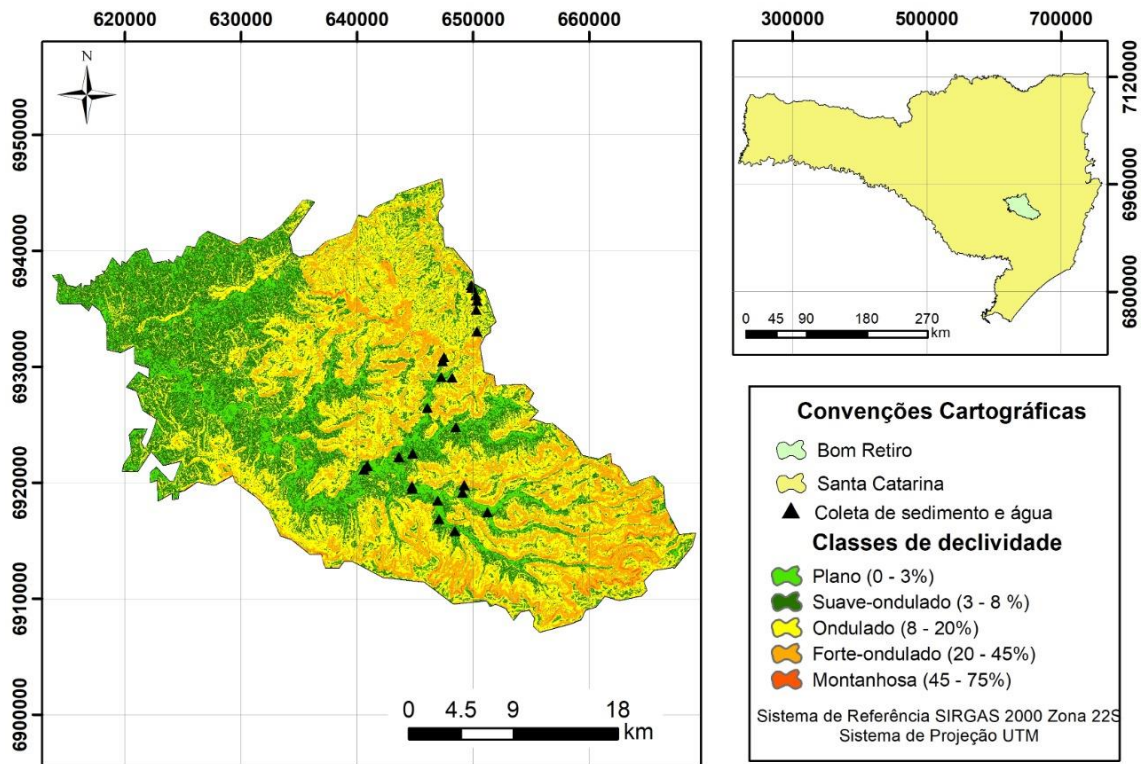 620000 630000 640000 650000 660000
N
6950000
6940000
6930000
6920000
6910000
6900000
0 4.5 9 18
km
300000 500000 700000
7120000
6960000
6800000
0 45 90 180 270
km
Convenções Cartográficas
Bom Retiro
Santa Catarina
Coleta de sedimento e água
Classes de declividade
Plano (0 - 3%)
Suave-ondulado (3 - 8 %)
Ondulado (8 - 20%)
Forte-ondulado (20 - 45%)
Montanhosa (45 - 75%)
Sistema de Referência SIRGAS 2000 Zona 22S
Sistema de Projeção UTM